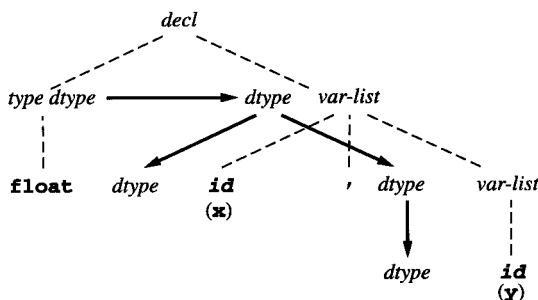 decl
type dtype dtype var-list
float dtype id , dtype var-list
(x)
dtype id
(y)